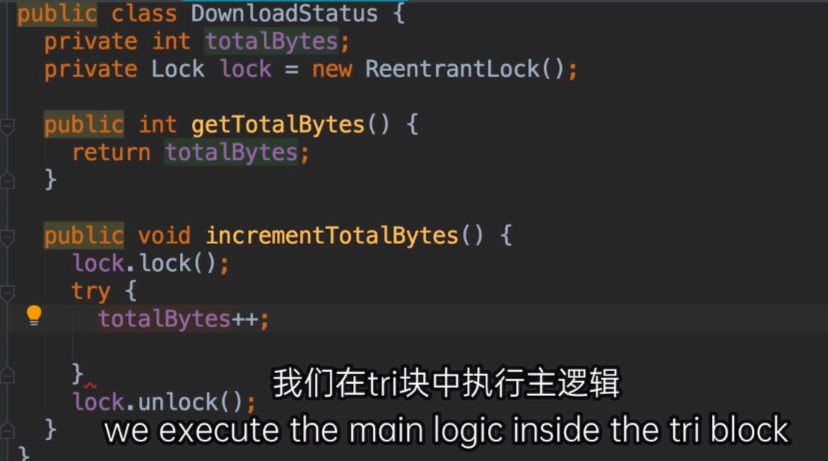 public class DownloadStatus {
private int totalBytes;
private Lock lock = new ReentrantLock();
public int getTotalBytes() {
return totalBytes;
}
public void incrementTotalBytes() {
lock.lock();
try {
totalBytes++;
}
我们在tri块中执行主逻辑
lock.unlock();
}
we execute the main logic inside the tri block
}